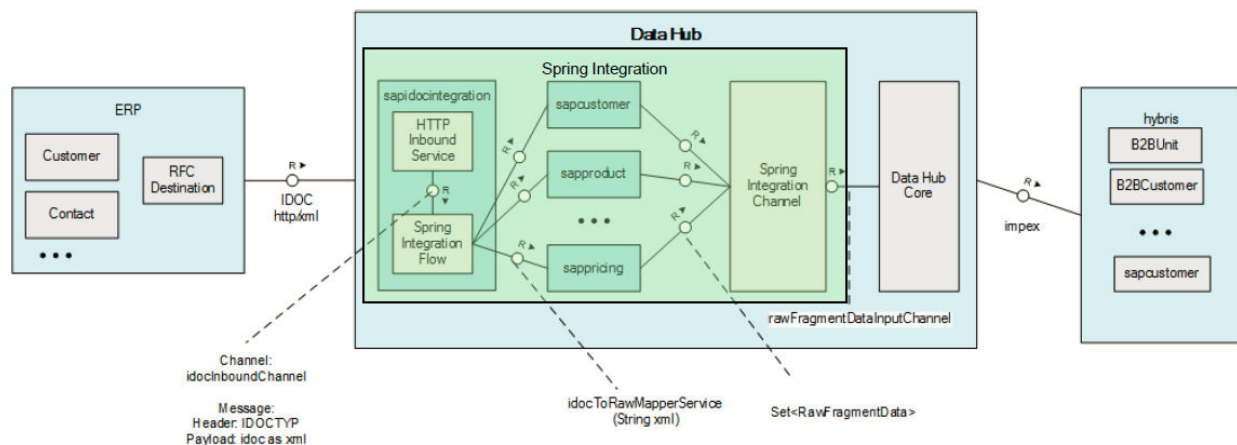 Data Hub
Spring Integration
ERP
Customer
Contact
RFC
Destination
R
IDOC
http/xml
sapidocintegration
HTTP
Inbound
Service
R
Spring
Integration
Flow
R
R
R
sapcustomer
sapproduct
sappricing
R
R
R
Spring
Integration
Channel
R
Data Hub
Core
rawFragmentDataInputChannel
R
impex
hybris
B2BUnit
B2BCustomer
sapcustomer
Channel:
idocInboundChannel
Message:
Header: IDOCTYP
Payload: idoc as xml
idocToRawMapperService
(String xml)
Set<RawFragmentData>